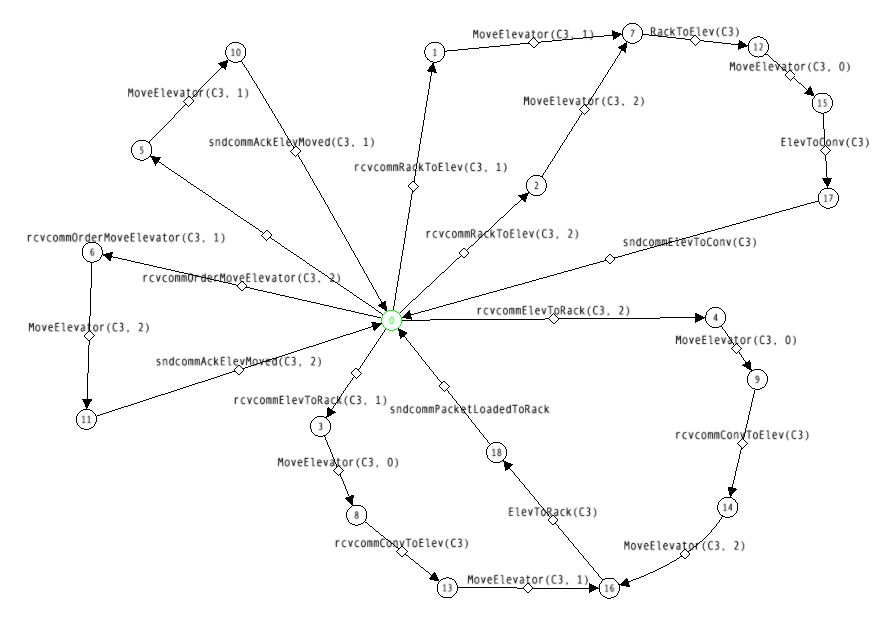 RackToElev(C3)
MoveElevator(C3, 1)
7
12
10
1
MoveElevator(C3, 0)
MoveElevator(C3, 1)
MoveElevator(C3, 2)
15
sndcommAckElevMoved(C3, 1)
ElevToConv(C3)
5
rcvcommRackToElev(C3, 1)
2
17
rcvcommRackToElev(C3, 2)
rcvcommOrderMoveElevator(C3, 1)
sndcommElevToConv(C3)
6
rcvcommOrderMoveElevator(C3, 2)
rcvcommElevToRack(C3, 2)
0
4
MoveElevator(C3, 2)
MoveElevator(C3, 0)
sndcommAckElevMoved(C3, 2)
9
rcvcommElevToRack(C3, 1)
sndcommPacketLoadedToRack
11
3
rcvcommConvToElev(C3)
18
MoveElevator(C3, 0)
14
ElevToRack(C3)
8
rcvcommConvToElev(C3)
MoveElevator(C3, 2)
MoveElevator(C3, 1)
13
16